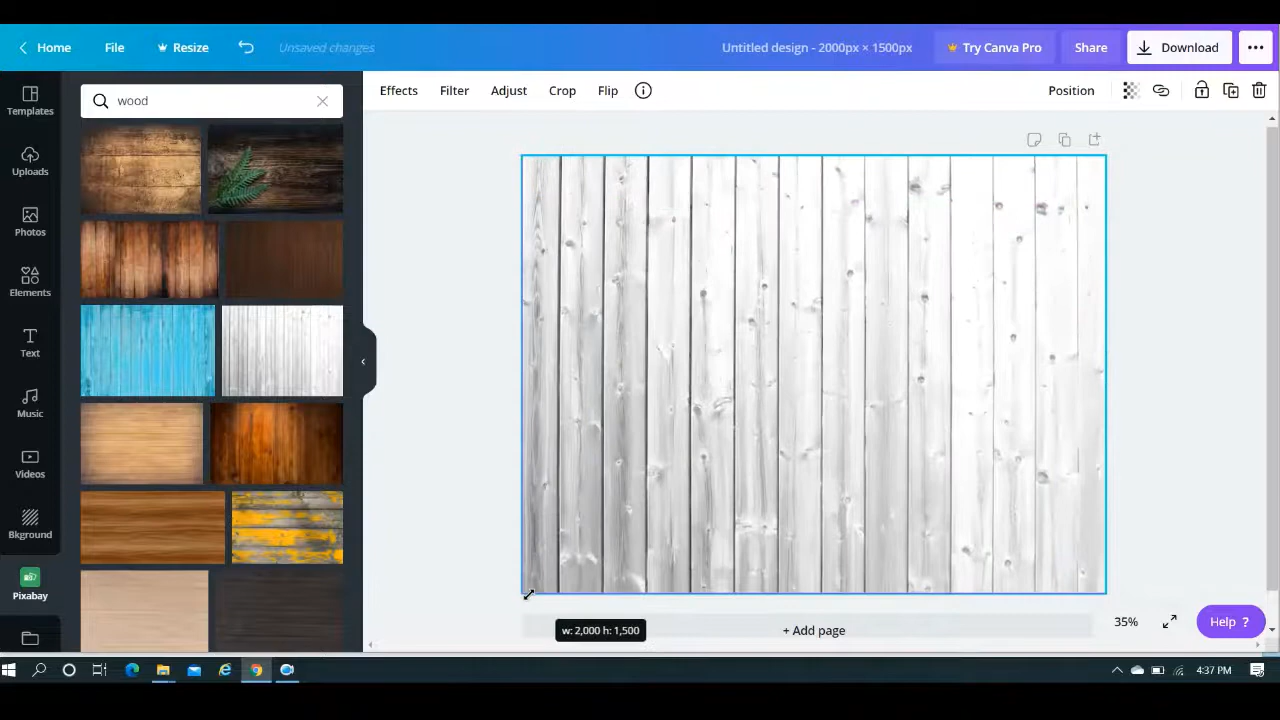 Home File Resize Unsaved changes Untitled design - 2000px × 1500px Try Canva Pro Share Download
Templates
Uploads
Photos
Elements
Text
Music
Videos
Bkground
Pixabay
wood
Effects Filter Adjust Crop Flip Position
w: 2,000 h: 1,500
+ Add page
35%
Help ?
4:37 PM